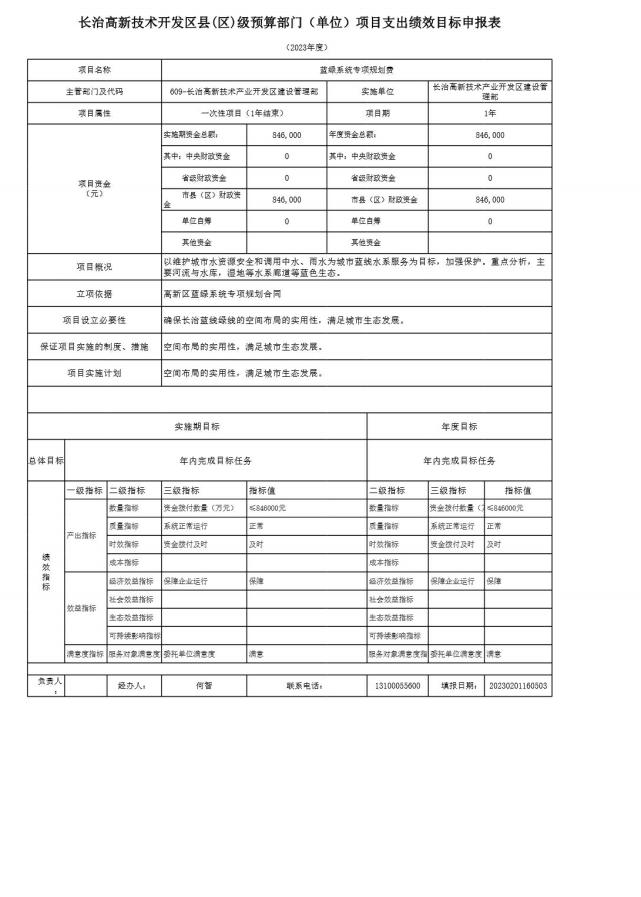 长治高新技术开发区县(区)级预算部门（单位）项目支出绩效目标申报表
（2023年度）
项目名称 蓝绿系统专项规划费
主管部门及代码 609-长治高新技术产业开发区建设管理部 实施单位 长治高新技术产业开发区建设管
理部
项目属性 一次性项目（1年结束） 项目期 1年
项目资金
（元）
实施期资金总额： 846,000 年度资金总额： 846,000
其中：中央财政资金 0 其中：中央财政资金 0
省级财政资金 0 省级财政资金 0
市县（区）财政资
金 846,000 市县（区）财政资金 846,000
单位自筹 0 单位自筹 0
其他资金 其他资金
项目概况 以维护城市水资源安全和调用中水、雨水为城市蓝线水系服务为目标，加强保护。重点分析，主
要河流与水库，湿地等水系廊道等蓝色生态。
立项依据 高新区蓝绿系统专项规划合同
项目设立必要性 确保长治蓝线绿线的空间布局的实用性，满足城市生态发展。
保证项目实施的制度、措施 空间布局的实用性，满足城市生态发展。
项目实施计划 空间布局的实用性，满足城市生态发展。
实施期目标 年度目标
总体目标 年内完成目标任务 年内完成目标任务
绩效指标
一级指标 二级指标 三级指标 指标值 二级指标 三级指标 指标值
产出指标
数量指标 资金拨付数量（万元） ≤846000元 数量指标 资金拨付数量（ ≤846000元
质量指标 系统正常运行 正常 质量指标 系统正常运行 正常
时效指标 资金拨付及时 及时 时效指标 资金拨付及时 及时
成本指标 成本指标
效益指标
经济效益指标 保障企业运行 保障 经济效益指标 保障企业运行 保障
社会效益指标 社会效益指标
生态效益指标 生态效益指标
可持续影响指标 可持续影响指标
满意度指标 服务对象满意度 委托单位满意度 满意 服务对象满意度指 委托单位满意度 满意
负责人
： 经办人： 何智 联系电话： 13100055600 填报日期： 20230201160503